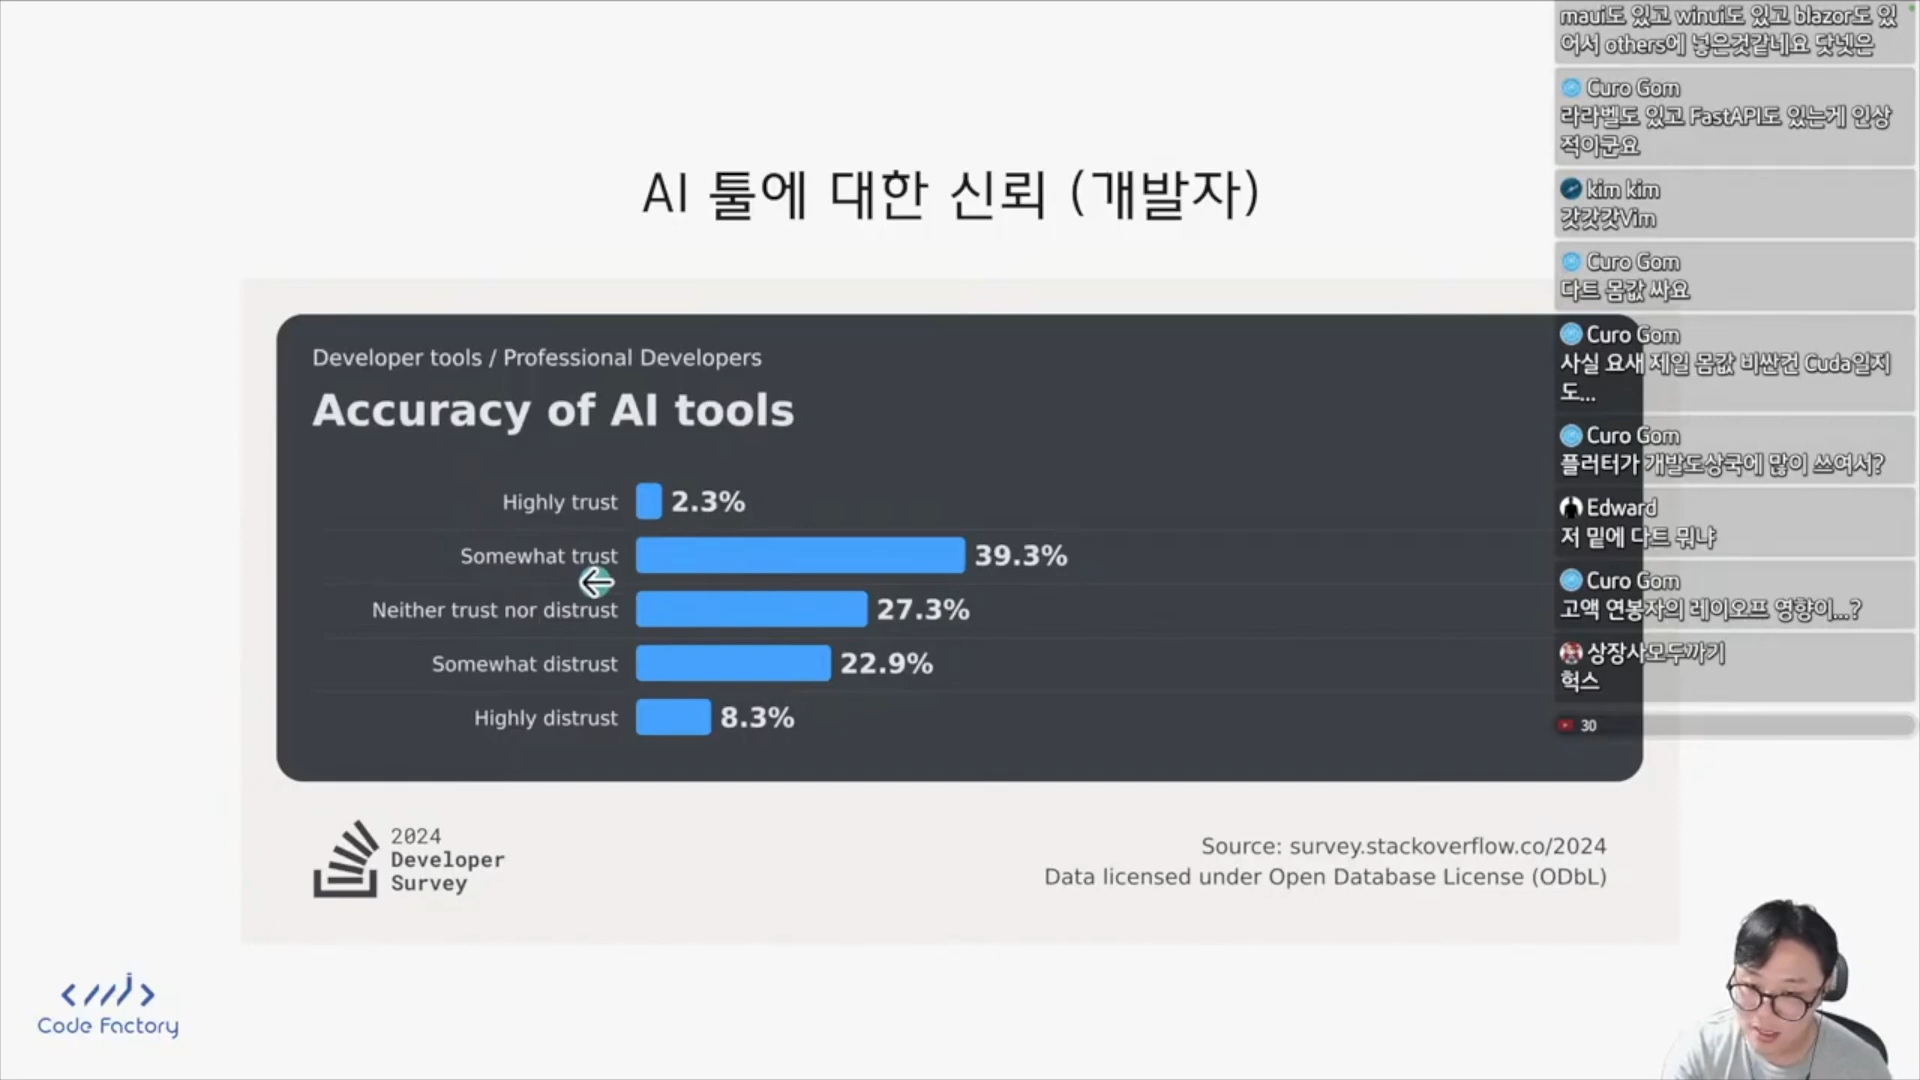 AI 툴에 대한 신뢰 (개발자)
Developer tools / Professional Developers
Accuracy of AI tools
Highly trust 2.3%
Somewhat trust 39.3%
Neither trust nor distrust 27.3%
Somewhat distrust 22.9%
Highly distrust 8.3%
2024
Developer
Survey
Source: survey.stackoverflow.co/2024
Data licensed under Open Database License (ODbL)
Code Factory
maui도 있고 winui도 있고 blazor도 있
어서 others에 넣은것같네요 닷넷은
Curo Gom
라라벨도 있고 FastAPI도 있는게 인상
적이군요
kim kim
갓갓갓Vim
Curo Gom
다트 몸값 싸요
Curo Gom
사실 요새 제일 몸값 비싼건 Cuda일지
도...
Curo Gom
플러터가 개발도상국에 많이 쓰여서?
Edward
저 밑에 다트 뭐냐
Curo Gom
고액 연봉자의 레이오프 영향이...?
상장사모두까기
헉스
30